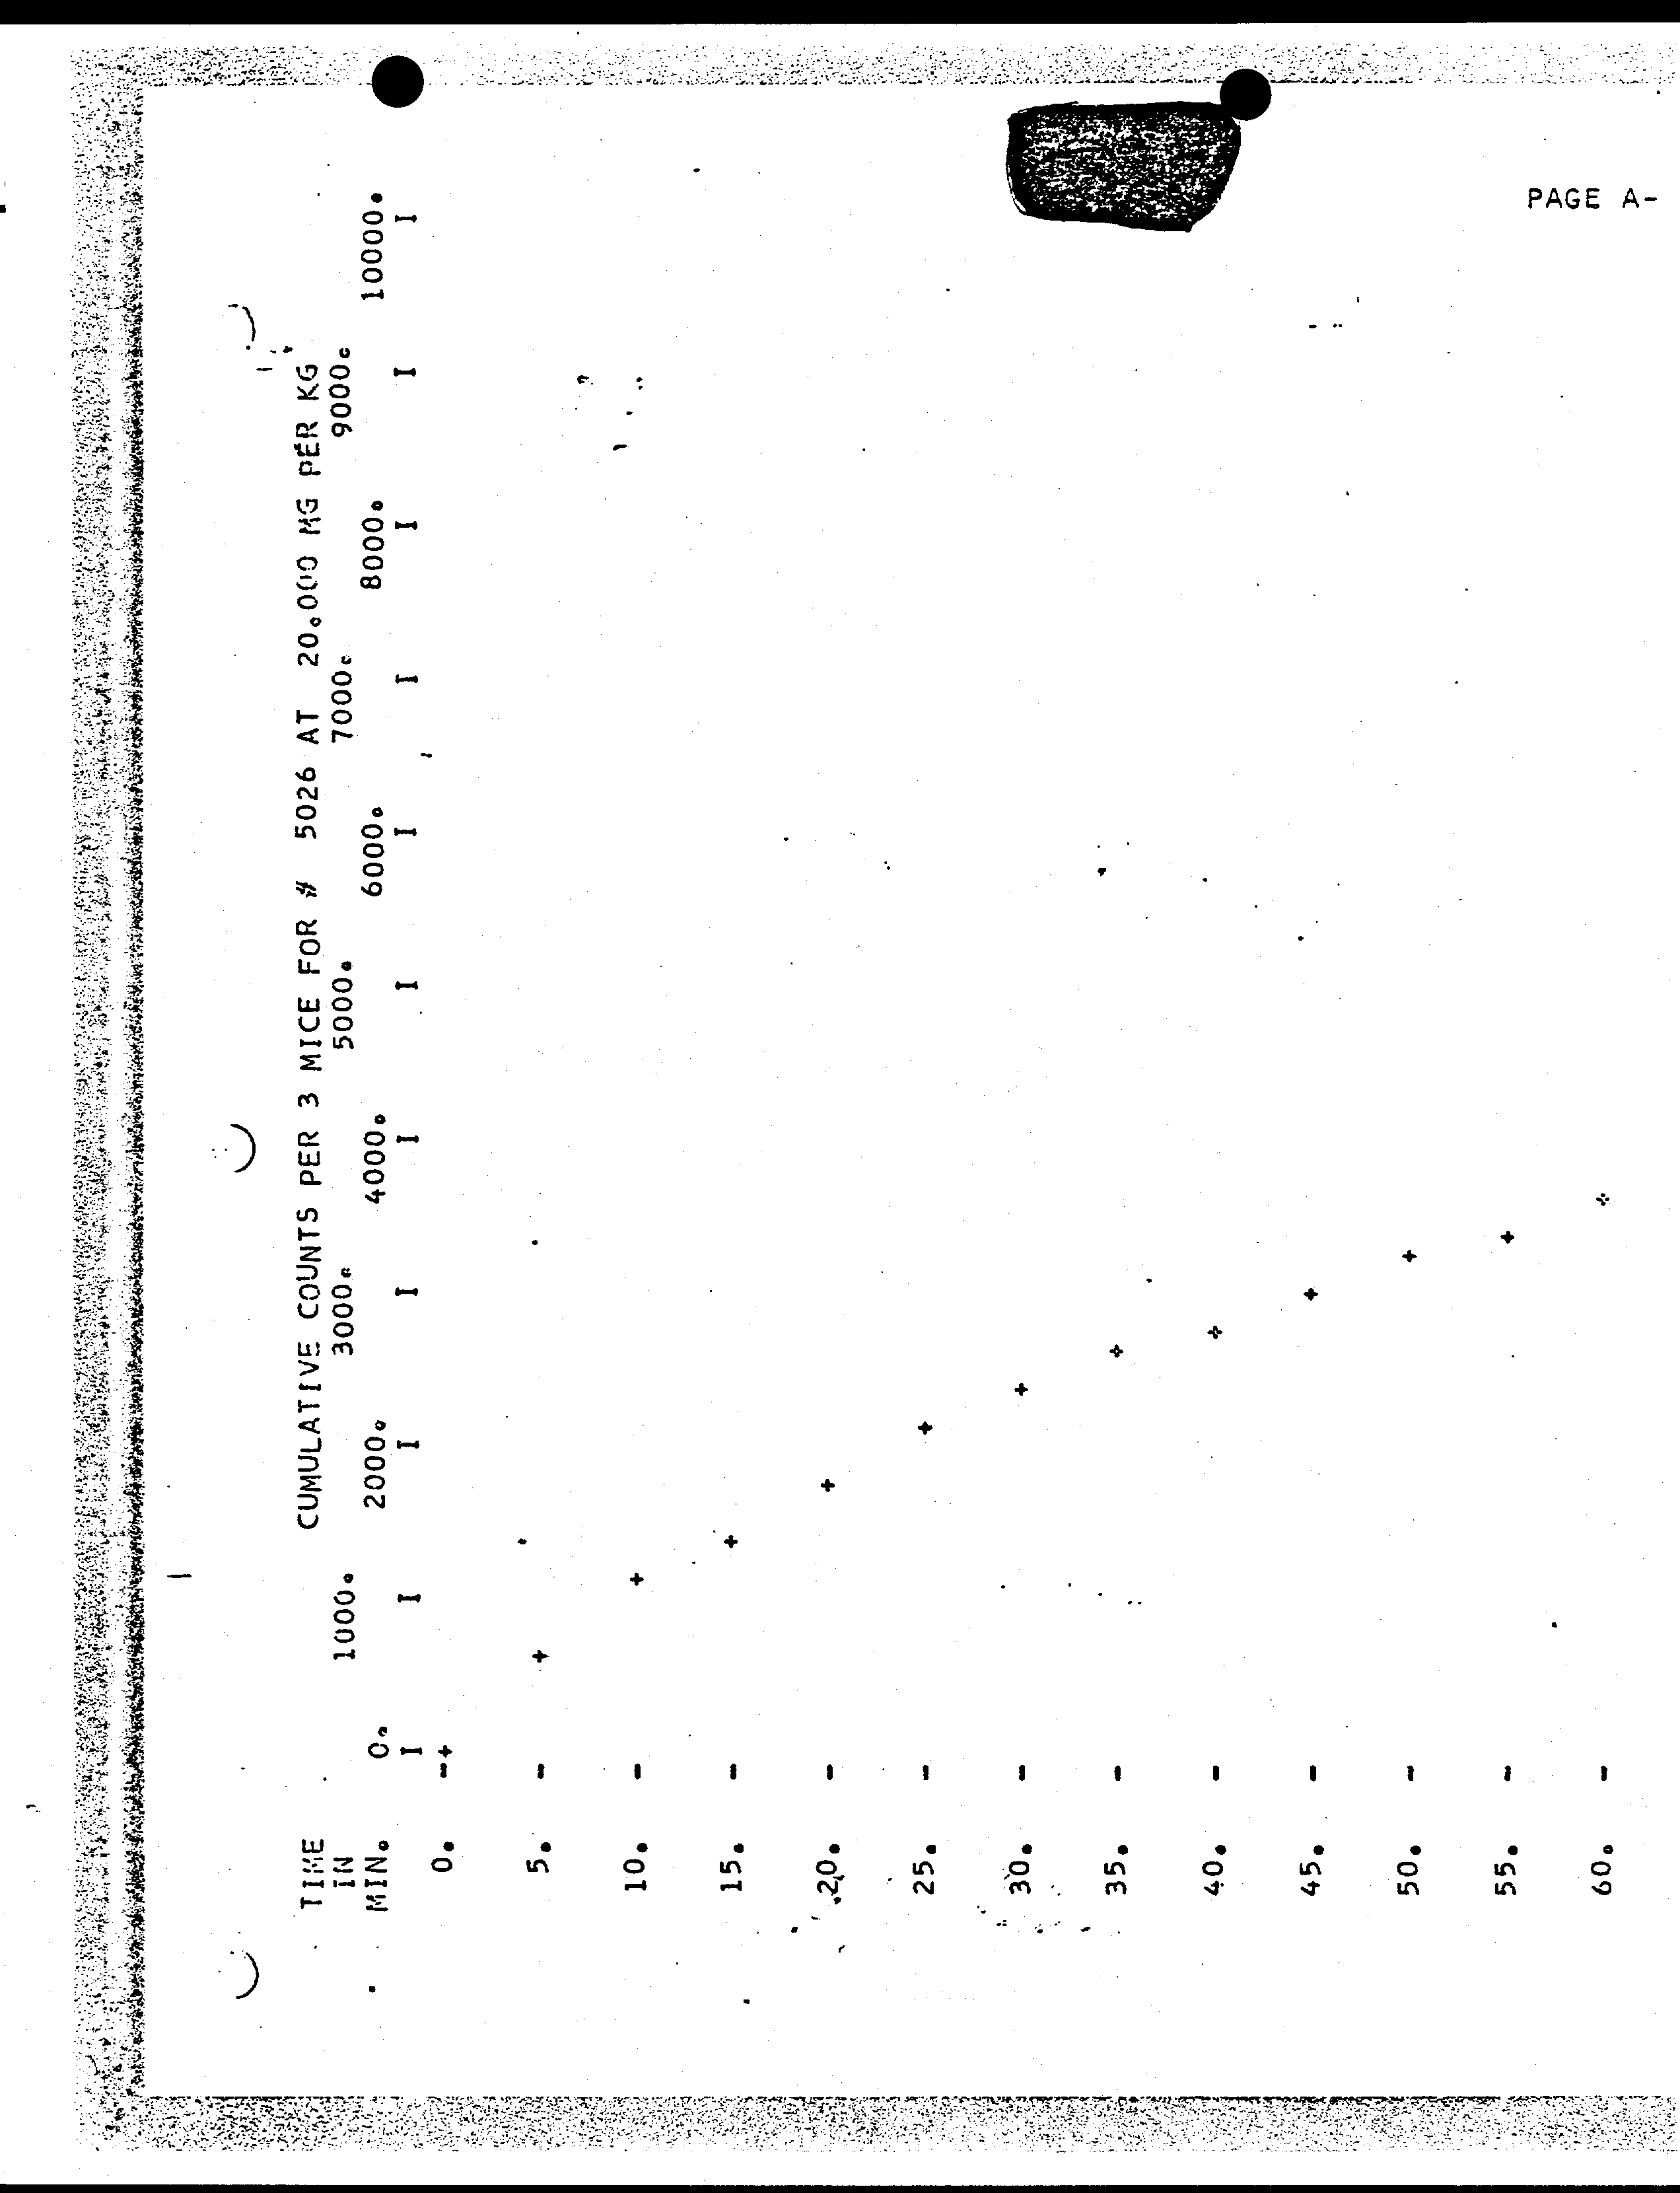 PAGE A-
CUMULATIVE COUNTS PER 3 MICE FOR # 5026 AT 20.000 MG PER KG
TIME
IN 1000. 3000. 5000. 7000. 9000.
MIN. 0. 2000. 4000. 6000. 8000. 10000.
I I I I I I I I I I I
0. -+
5. - +
10. - +
15. - +
20. - +
25. - +
30. - +
35. - +
40. - +
45. - +
50. - +
55. - +
60. - +